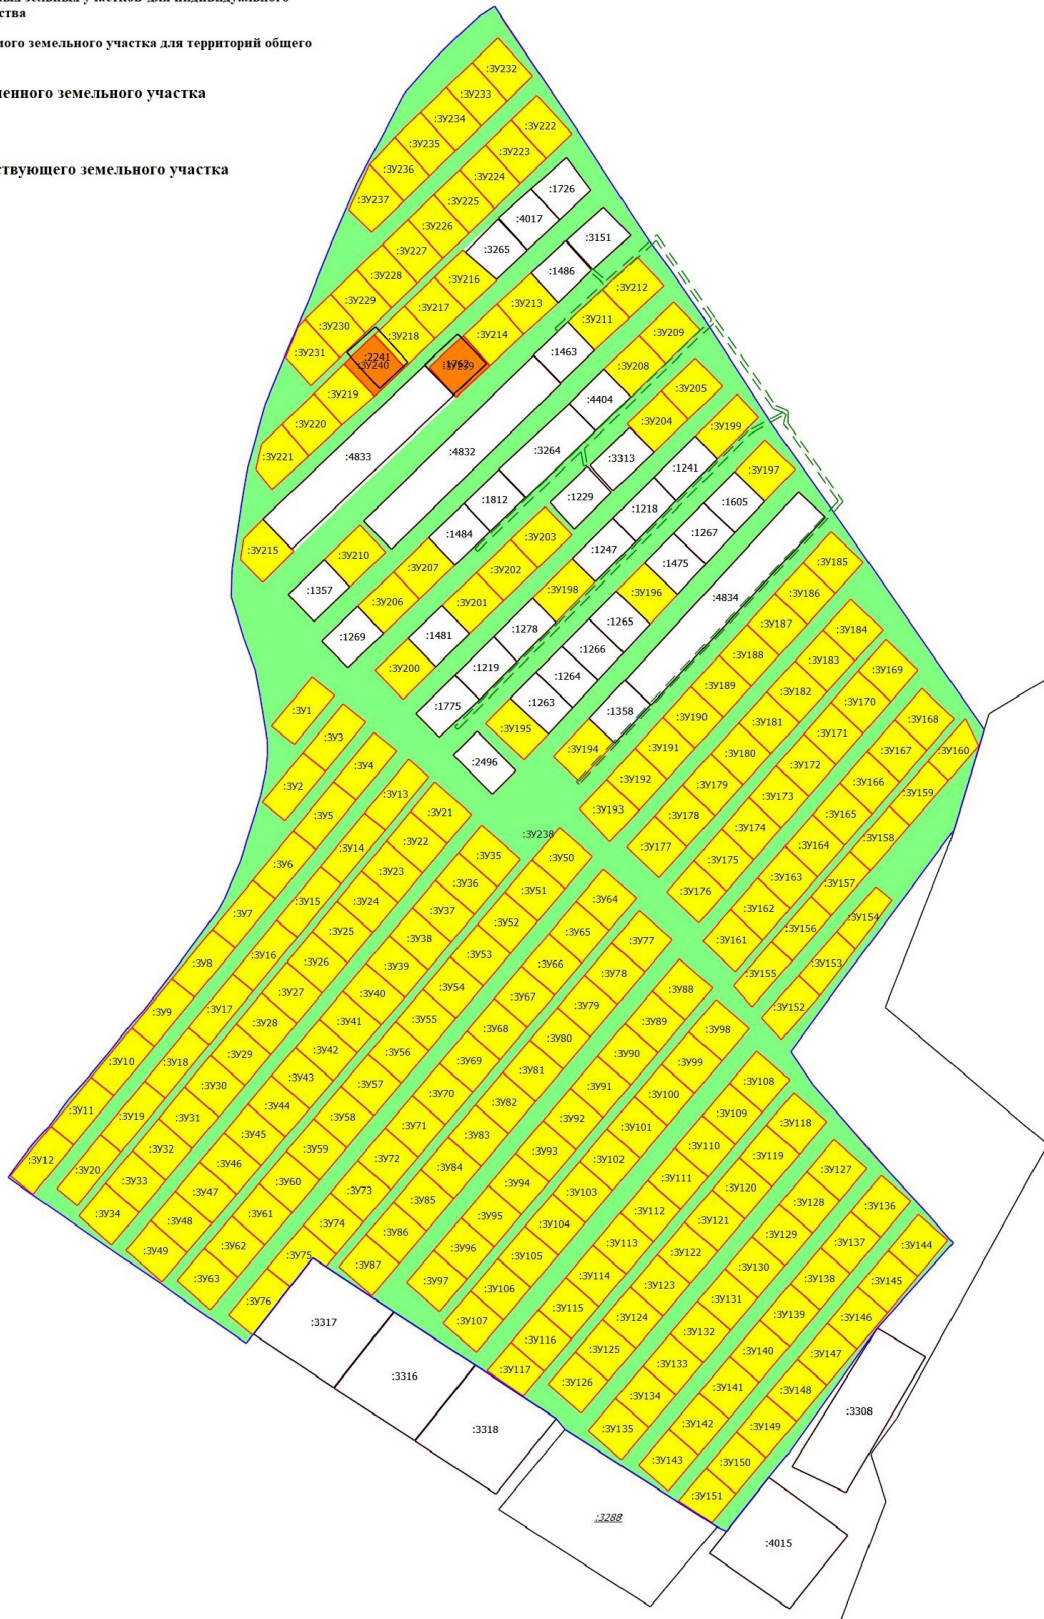 участков для индивидуального
ства
мого земельного участка для территорий общего
енного земельного участка
ствующего земельного участка
:ЗУ232
:ЗУ233
:ЗУ234
:ЗУ235
:ЗУ236
:ЗУ237
:ЗУ222
:ЗУ223
:ЗУ224
:ЗУ225
:ЗУ226
:ЗУ227
:ЗУ228
:ЗУ229
:ЗУ230
:ЗУ231
:1726
:4017
:3265
:ЗУ216
:ЗУ217
:ЗУ218
:2241
:ЗУ240
:ЗУ219
:ЗУ220
:ЗУ221
:3151
:1486
:ЗУ213
:ЗУ214
:4833
:ЗУ215
:ЗУ212
:ЗУ211
:1463
:4832
:ЗУ210
:1357
:ЗУ209
:ЗУ208
:4404
:3264
:1812
:1484
:ЗУ207
:ЗУ206
:1269
:ЗУ205
:ЗУ204
:3313
:1229
:ЗУ203
:ЗУ202
:ЗУ201
:1481
:ЗУ200
:ЗУ199
:1241
:1218
:1247
:ЗУ198
:1278
:1219
:1775
:ЗУ197
:1605
:1267
:1475
:ЗУ196
:1265
:1266
:1264
:1263
:ЗУ195
:2496
:4834
:1358
:ЗУ194
:ЗУ185
:ЗУ186
:ЗУ187
:ЗУ188
:ЗУ189
:ЗУ190
:ЗУ191
:ЗУ192
:ЗУ193
:ЗУ184
:ЗУ183
:ЗУ182
:ЗУ181
:ЗУ180
:ЗУ179
:ЗУ178
:ЗУ177
:ЗУ169
:ЗУ170
:ЗУ171
:ЗУ172
:ЗУ173
:ЗУ174
:ЗУ175
:ЗУ176
:ЗУ168
:ЗУ167
:ЗУ166
:ЗУ165
:ЗУ164
:ЗУ163
:ЗУ162
:ЗУ161
:ЗУ160
:ЗУ159
:ЗУ158
:ЗУ157
:ЗУ156
:ЗУ155
:ЗУ154
:ЗУ153
:ЗУ152
:ЗУ238
:ЗУ1
:ЗУ3
:ЗУ2
:ЗУ4
:ЗУ5
:ЗУ6
:ЗУ7
:ЗУ8
:ЗУ9
:ЗУ10
:ЗУ11
:ЗУ12
:ЗУ13
:ЗУ14
:ЗУ15
:ЗУ16
:ЗУ17
:ЗУ18
:ЗУ19
:ЗУ20
:ЗУ21
:ЗУ22
:ЗУ23
:ЗУ24
:ЗУ25
:ЗУ26
:ЗУ27
:ЗУ28
:ЗУ29
:ЗУ30
:ЗУ31
:ЗУ32
:ЗУ33
:ЗУ34
:ЗУ35
:ЗУ36
:ЗУ37
:ЗУ38
:ЗУ39
:ЗУ40
:ЗУ41
:ЗУ42
:ЗУ43
:ЗУ44
:ЗУ45
:ЗУ46
:ЗУ47
:ЗУ48
:ЗУ49
:ЗУ50
:ЗУ51
:ЗУ52
:ЗУ53
:ЗУ54
:ЗУ55
:ЗУ56
:ЗУ57
:ЗУ58
:ЗУ59
:ЗУ60
:ЗУ61
:ЗУ62
:ЗУ63
:ЗУ64
:ЗУ65
:ЗУ66
:ЗУ67
:ЗУ68
:ЗУ69
:ЗУ70
:ЗУ71
:ЗУ72
:ЗУ73
:ЗУ74
:ЗУ75
:ЗУ76
:ЗУ77
:ЗУ78
:ЗУ79
:ЗУ80
:ЗУ81
:ЗУ82
:ЗУ83
:ЗУ84
:ЗУ85
:ЗУ86
:ЗУ87
:ЗУ88
:ЗУ89
:ЗУ90
:ЗУ91
:ЗУ92
:ЗУ93
:ЗУ94
:ЗУ95
:ЗУ96
:ЗУ97
:ЗУ98
:ЗУ99
:ЗУ100
:ЗУ101
:ЗУ102
:ЗУ103
:ЗУ104
:ЗУ105
:ЗУ106
:ЗУ107
:ЗУ108
:ЗУ109
:ЗУ110
:ЗУ111
:ЗУ112
:ЗУ113
:ЗУ114
:ЗУ115
:ЗУ116
:ЗУ117
:ЗУ118
:ЗУ119
:ЗУ120
:ЗУ121
:ЗУ122
:ЗУ123
:ЗУ124
:ЗУ125
:ЗУ126
:ЗУ127
:ЗУ128
:ЗУ129
:ЗУ130
:ЗУ131
:ЗУ132
:ЗУ133
:ЗУ134
:ЗУ135
:ЗУ136
:ЗУ137
:ЗУ138
:ЗУ139
:ЗУ140
:ЗУ141
:ЗУ142
:ЗУ143
:ЗУ144
:ЗУ145
:ЗУ146
:ЗУ147
:ЗУ148
:ЗУ149
:ЗУ150
:ЗУ151
:3317
:3316
:3318
:3308
:3288
:4015